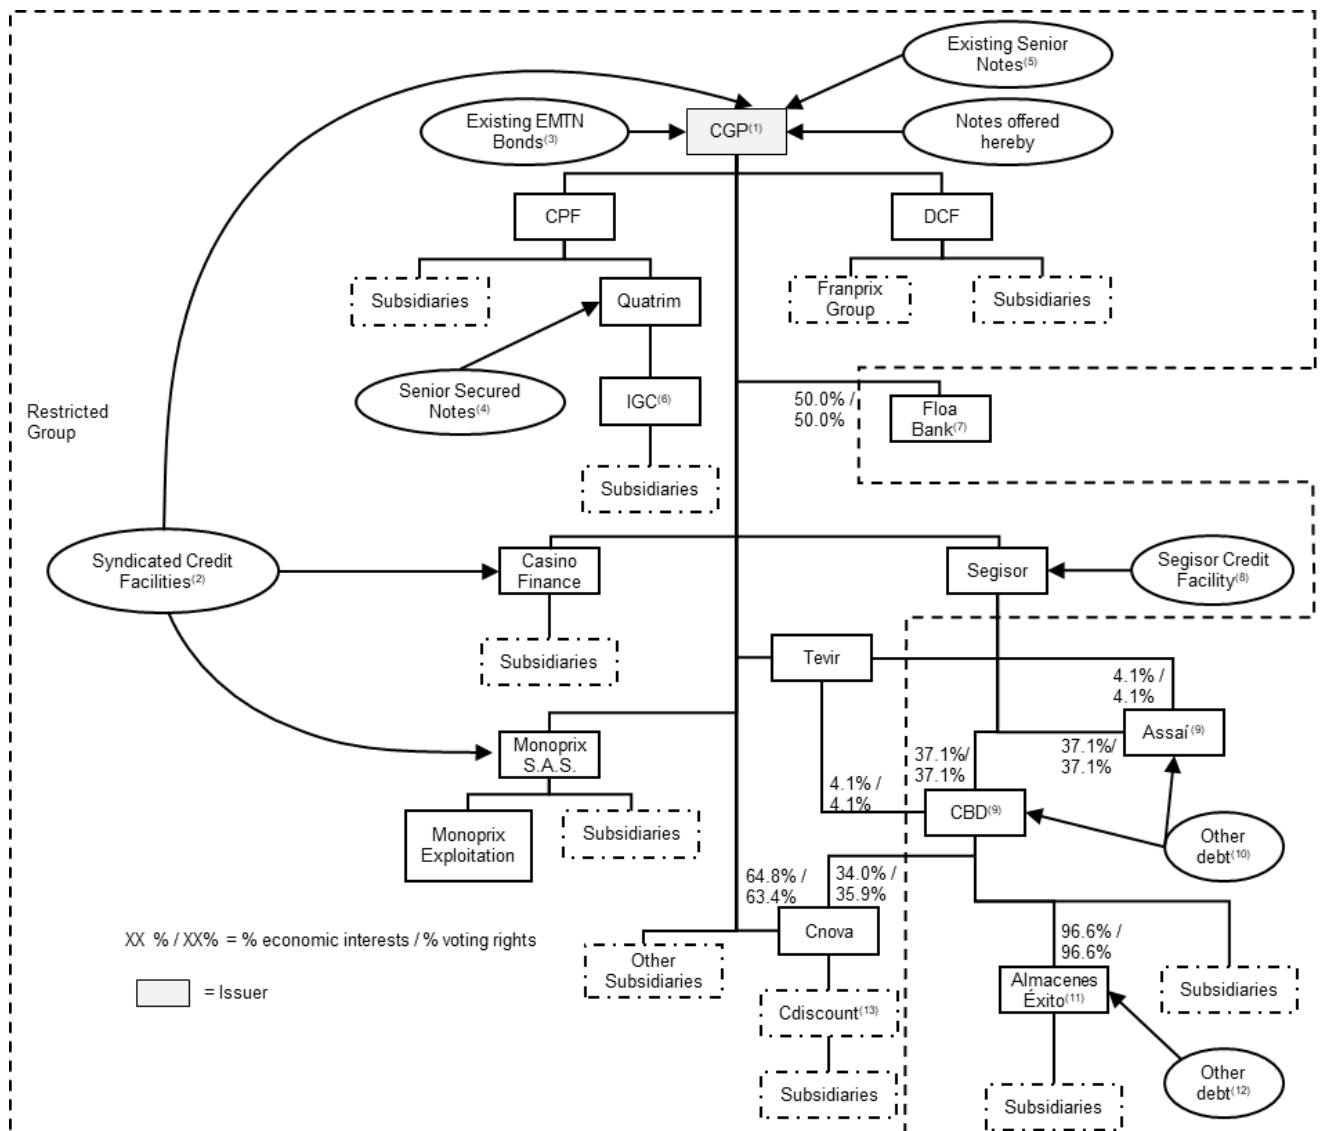 Existing Senior
Notes(5)
Existing EMTN
Bonds(3)
CGP(1)
Notes offered
hereby
CPF
DCF
Subsidiaries
Quatrim
Franprix
Group
Subsidiaries
Senior Secured
Notes(4)
IGC(6)
50.0% /
50.0%
Floa
Bank(7)
Restricted
Group
Subsidiaries
Syndicated Credit
Facilities(2)
Casino
Finance
Segisor
Segisor Credit
Facility(8)
Subsidiaries
Tevir
4.1% /
4.1%
Monoprix
S.A.S.
Assaí(9)
37.1%/
37.1%
37.1%/
37.1%
4.1% /
4.1%
CBD(9)
Monoprix
Exploitation
Subsidiaries
Other
debt(10)
64.8% /
63.4%
34.0% /
35.9%
Cnova
XX % / XX% = % economic interests / % voting rights
96.6% /
96.6%
Other
Subsidiaries
= Issuer
Almacenes
Éxito(11)
Subsidiaries
Cdiscount(13)
Subsidiaries
Subsidiaries
Other
debt(12)